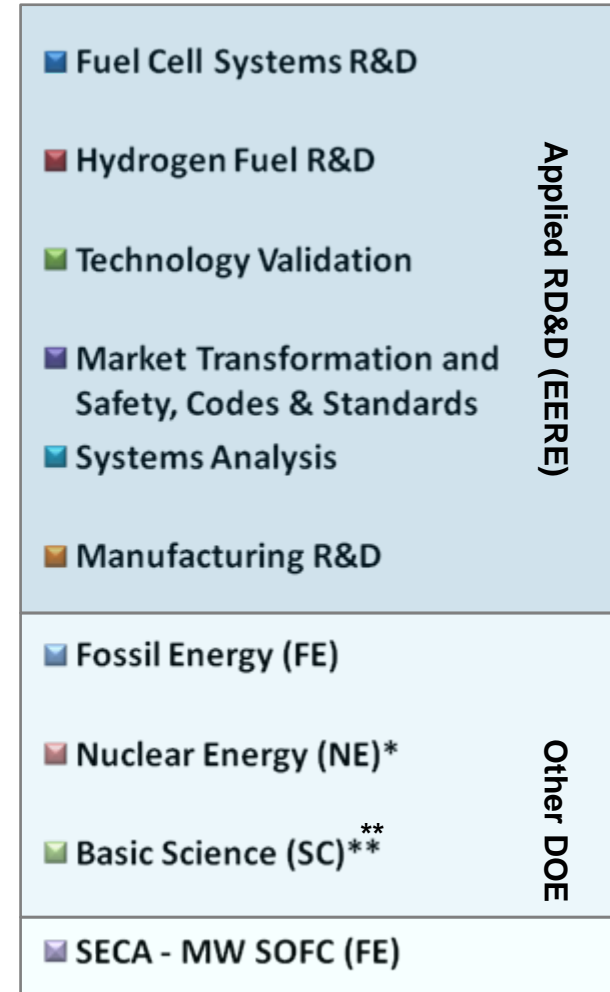 Fuel Cell Systems R&D
Hydrogen Fuel R&D
Technology Validation
Market Transformation and
Safety, Codes & Standards
Systems Analysis
Manufacturing R&D
Applied RD&D (EERE)
Fossil Energy (FE)
Nuclear Energy (NE)*
**
Basic Science (SC)**
Other DOE
SECA - MW SOFC (FE)